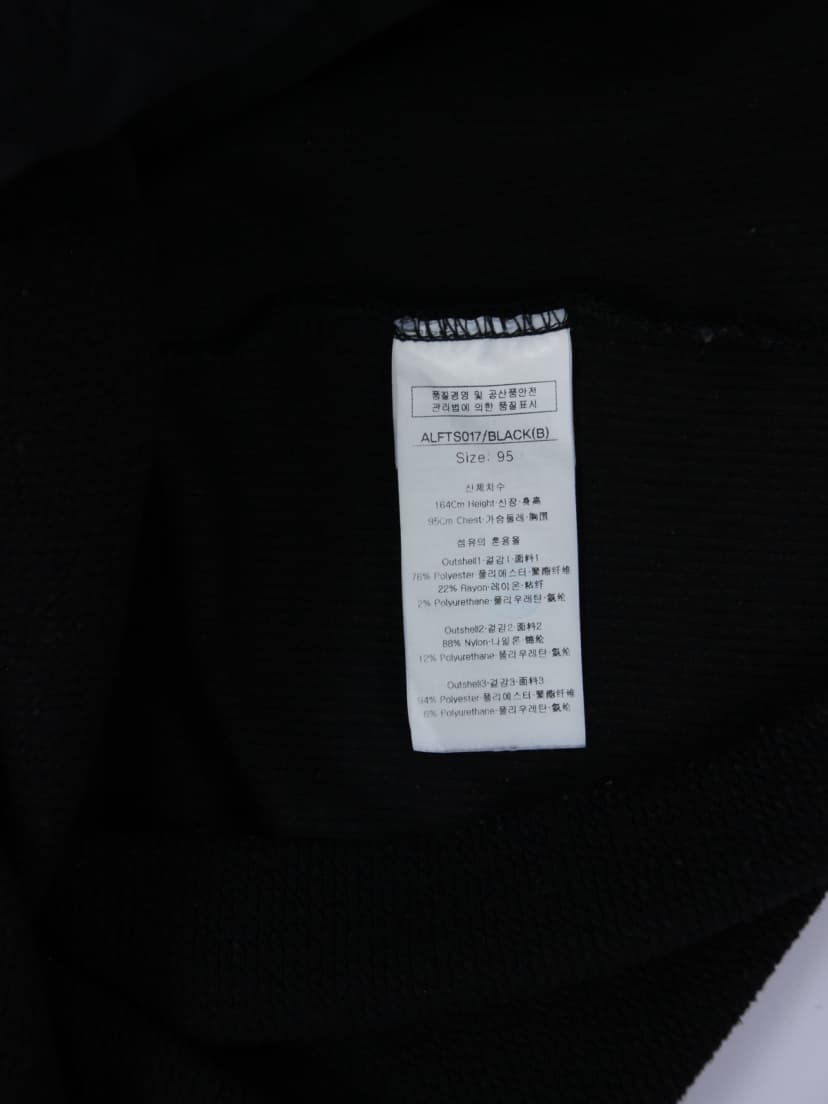 품질경영 및 공산품안전
관리법에 의한 품질표시
ALFTS017/BLACK(B)
Size: 95
신체치수
164Cm Height·신장·身高
95Cm Chest·가슴둘레·胸围
섬유의 혼용율
Outshell1·겉감1·面料1
76% Polyester·폴리에스터·聚酯纤维
22% Rayon·레이온·粘纤
2% Polyurethane·폴리우레탄·氨纶
Outshell2·겉감2·面料2
88% Nylon·나일론·锦纶
12% Polyurethane·폴리우레탄·氨纶
Outshell3·겉감3·面料3
94% Polyester·폴리에스터·聚酯纤维
6% Polyurethane·폴리우레탄·氨纶